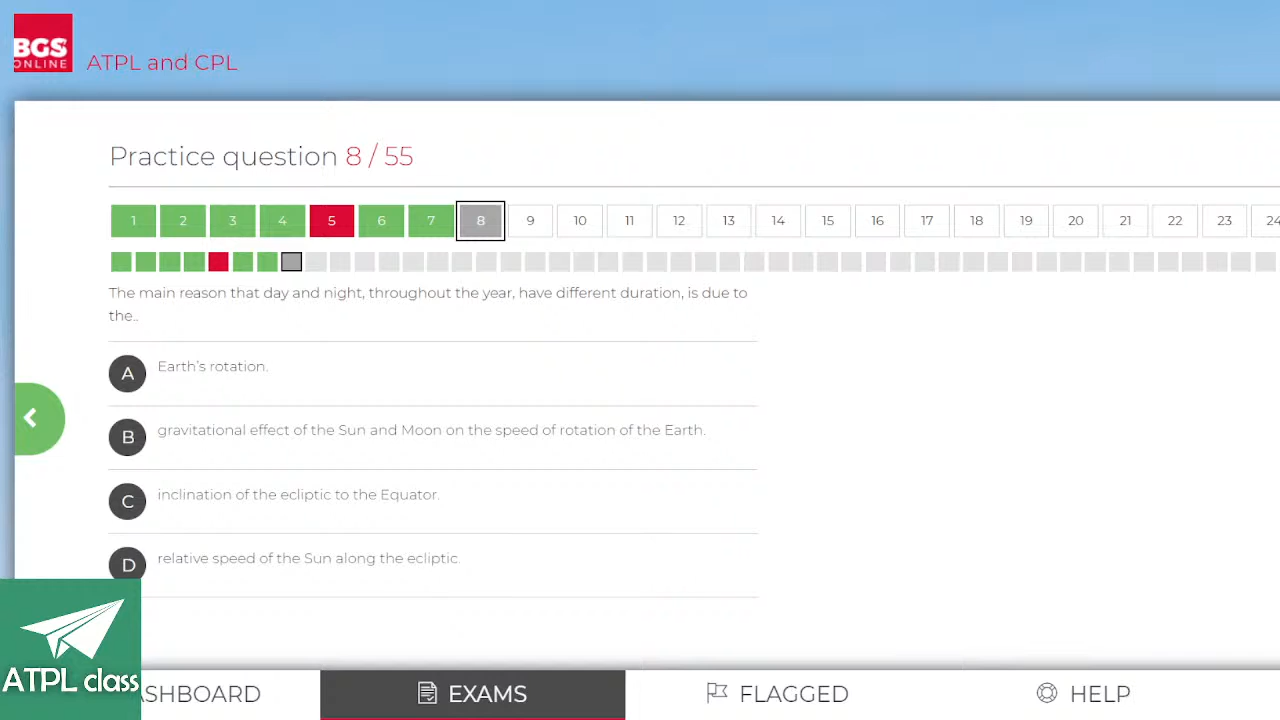 BGS
ONLINE
ATPL and CPL
Practice question 8 / 55
1 2 3 4 5 6 7 8 9 10 11 12 13 14 15 16 17 18 19 20 21 22 23 24
The main reason that day and night, throughout the year, have different duration, is due to
the..
A Earth's rotation.
B gravitational effect of the Sun and Moon on the speed of rotation of the Earth.
C inclination of the ecliptic to the Equator.
D relative speed of the Sun along the ecliptic.
ATPL class
ASHBOARD EXAMS FLAGGED HELP